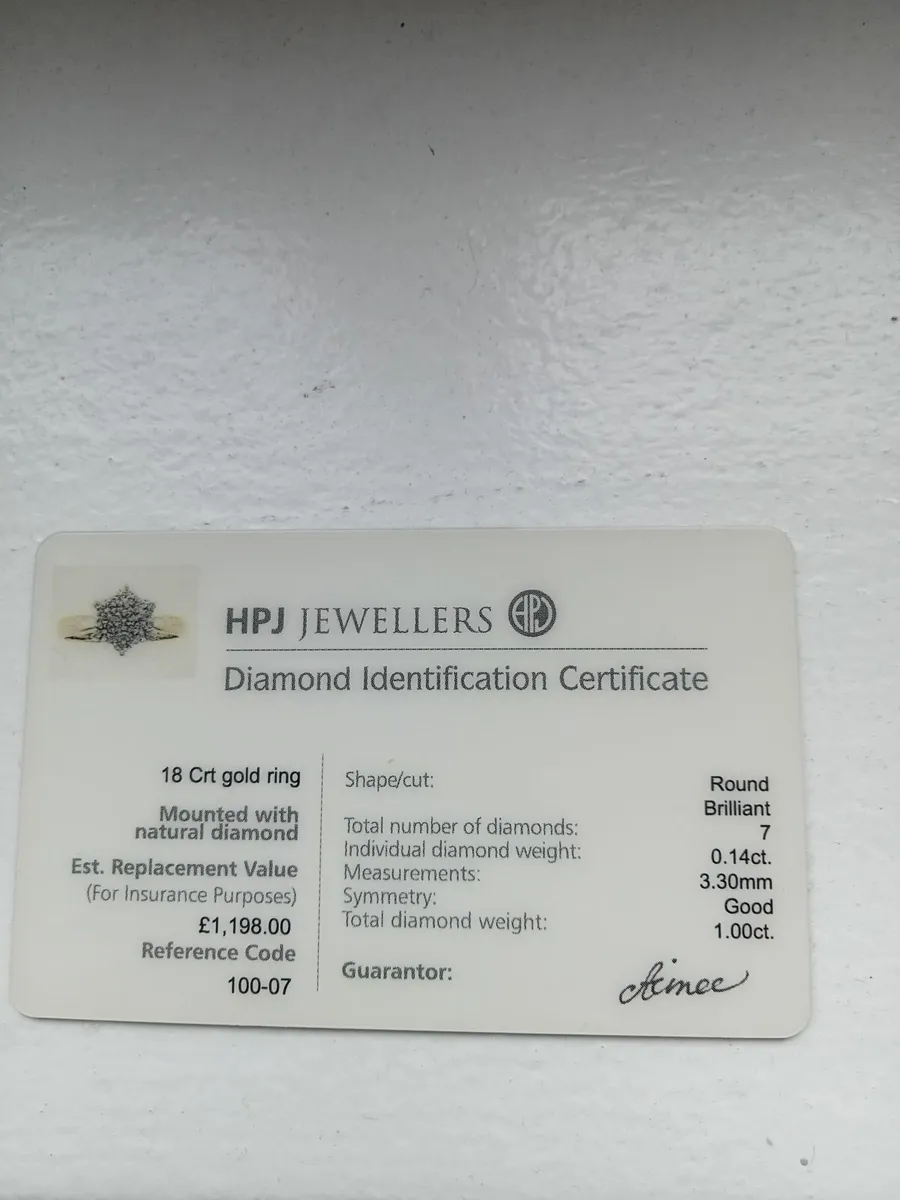 HPJ JEWELLERS HPJ
Diamond Identification Certificate
18 Crt gold ring
Mounted with
natural diamond
Est. Replacement Value
(For Insurance Purposes)
£1,198.00
Reference Code
100-07
Shape/cut: Round
Brilliant
Total number of diamonds: 7
Individual diamond weight: 0.14ct.
Measurements: 3.30mm
Symmetry: Good
Total diamond weight: 1.00ct.
Guarantor: Aimee